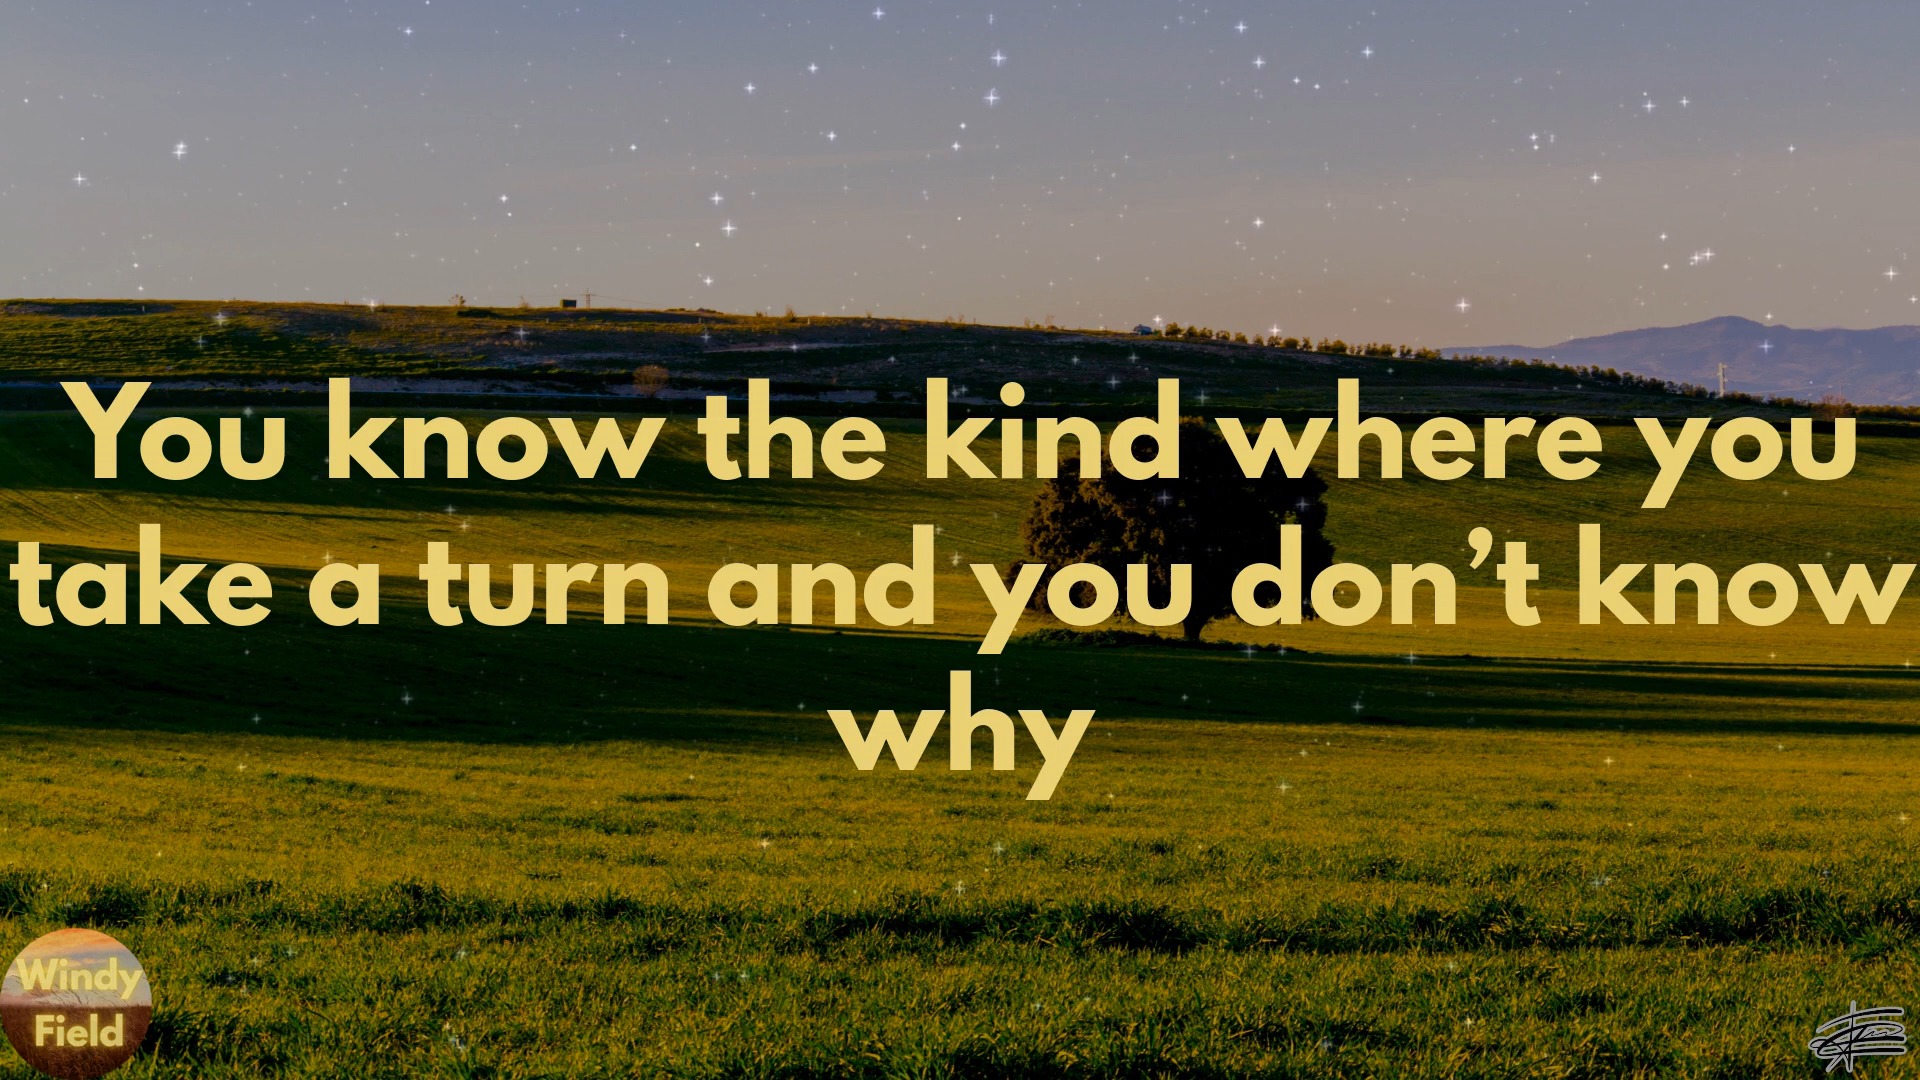 You know the kind where you
take a turn and you don’t know
why
Windy
Field